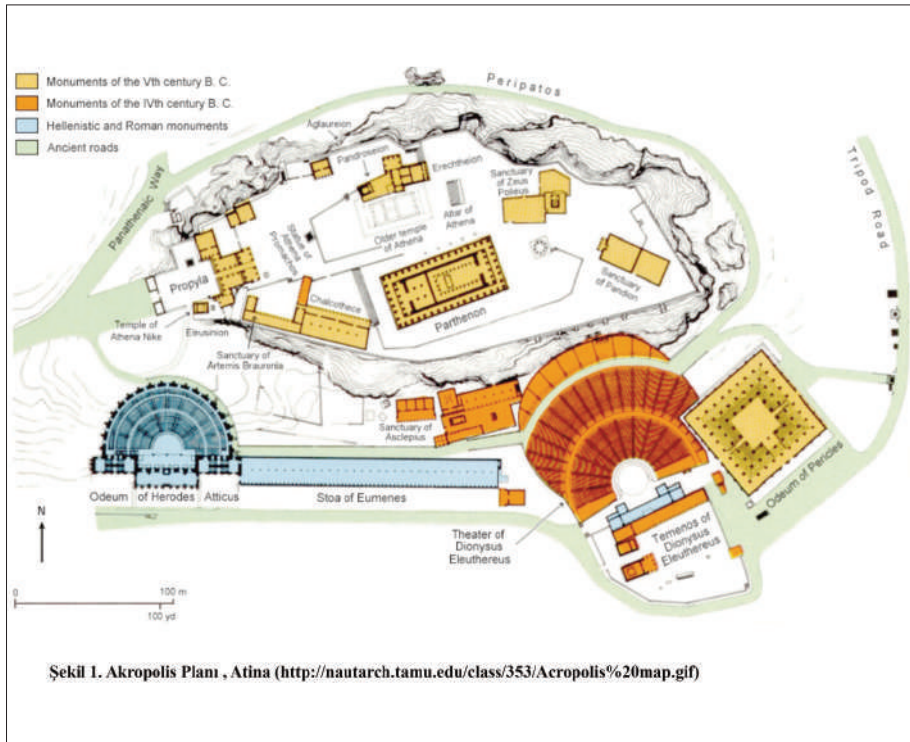 Monuments of the Vth century B. C.
Monuments of the IVth century B. C.
Hellenistic and Roman monuments
Ancient roads
Peripatos
Aglaureion
Pandroseion
Erechtheion
Sanctuary
of Zeus
Polieus
Tripod Road
Panathenaic Way
Statue of
Athena
Promachos
Older temple
of Athena
Altar of
Athena
Propyla
Sanctuary
of Pandion
Chalcothece
Parthenon
Temple of
Athena Nike
Eleusinion
Sanctuary of
Artemis Brauronia
Sanctuary of
Asclepius
Odeum of Herodes Atticus
Stoa of Eumenes
Odeum of Pericles
Theater of
Dionysus
Eleuthereus
Temenos of
Dionysus
Eleuthereus
N
0 100 m
100 yd
Şekil 1. Akropolis Planı , Atina (http://nautarch.tamu.edu/class/353/Acropolis%20map.gif)